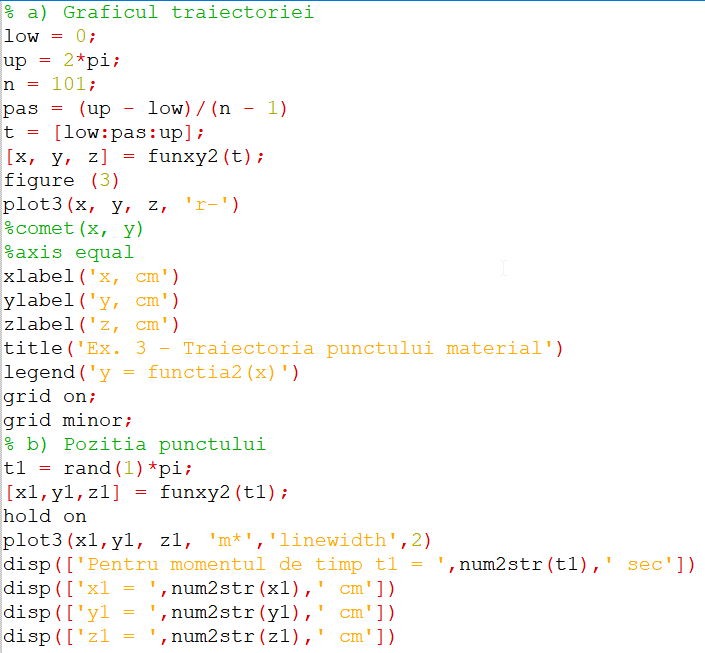 % a) Graficul traiectoriei
low = 0;
up = 2*pi;
n = 101;
pas = (up - low)/(n - 1)
t = [low:pas:up];
[x, y, z] = funxy2(t);
figure (3)
plot3(x, y, z, 'r-')
%comet(x, y)
%axis equal
xlabel('x, cm')
ylabel('y, cm')
zlabel('z, cm')
title('Ex. 3 - Traiectoria punctului material')
legend('y = functia2(x)')
grid on;
grid minor;
% b) Pozitia punctului
t1 = rand(1)*pi;
[x1,y1,z1] = funxy2(t1);
hold on
plot3(x1,y1, z1, 'm*','linewidth',2)
disp(['Pentru momentul de timp t1 = ',num2str(t1),' sec'])
disp(['x1 = ',num2str(x1),' cm'])
disp(['y1 = ',num2str(y1),' cm'])
disp(['z1 = ',num2str(z1),' cm'])